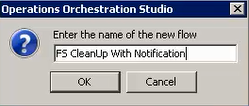 Operations Orchestration Studio
Enter the name of the new flow
FS CleanUp With Notification
OK
Cancel